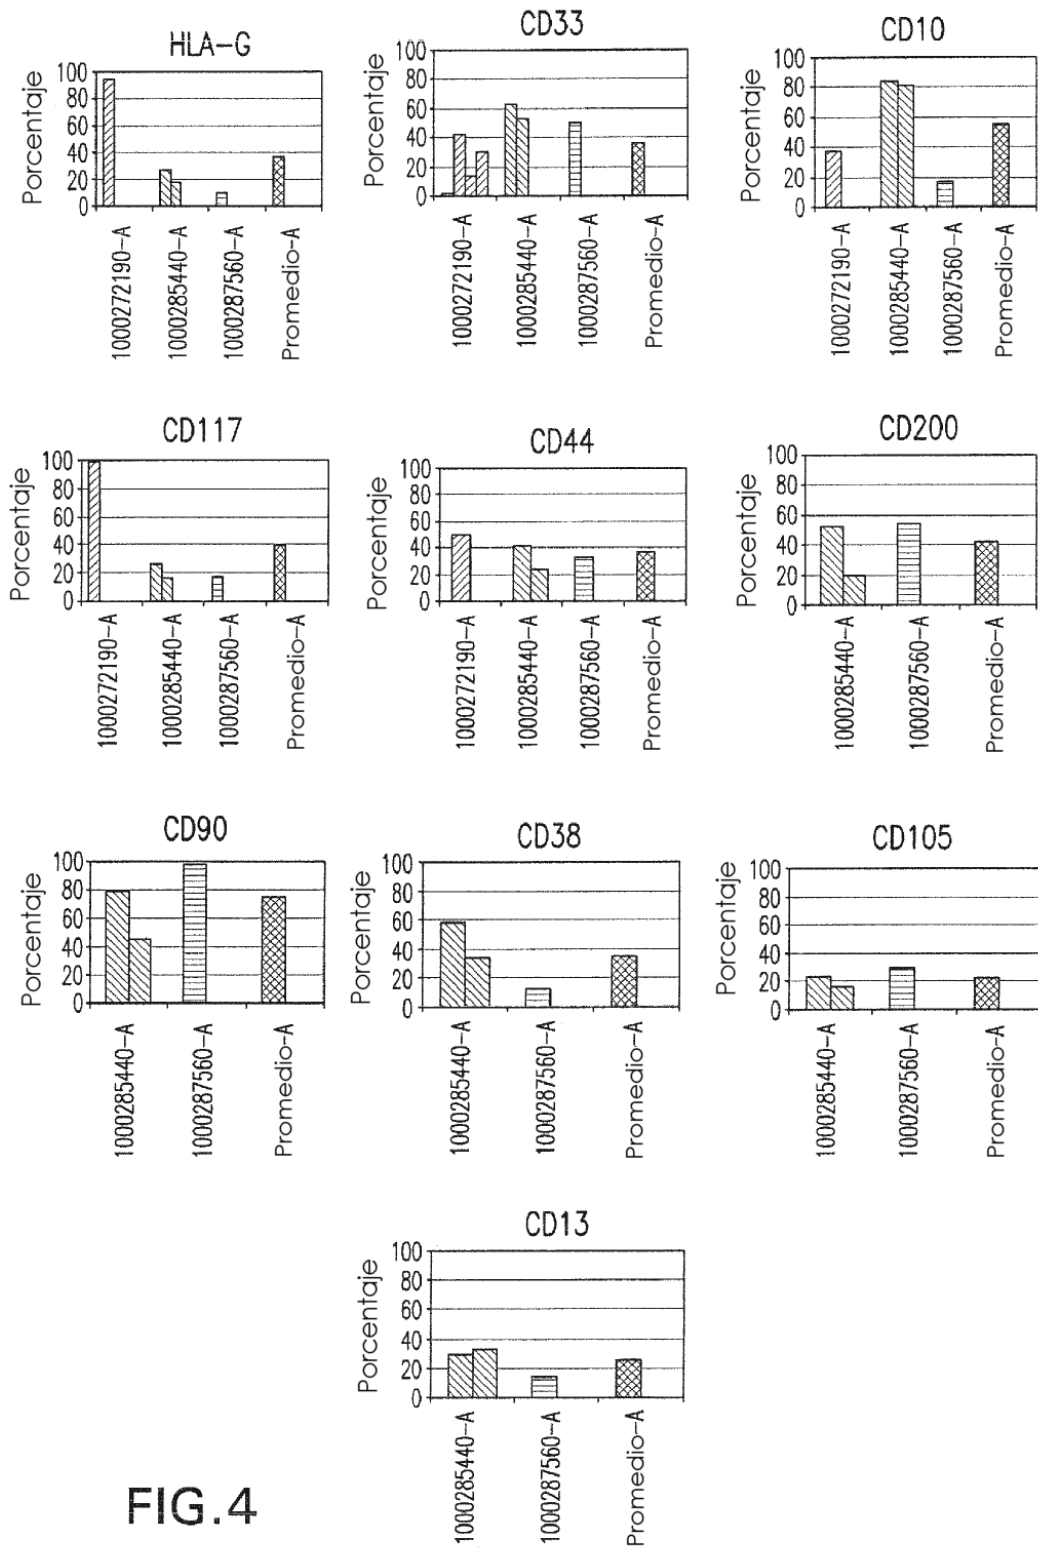 HLA-G
Porcentaje
100
80
60
40
20
0
1000272190-A
1000285440-A
1000287560-A
Promedio-A
CD33
Porcentaje
100
80
60
40
20
0
1000272190-A
1000285440-A
1000287560-A
Promedio-A
CD10
Porcentaje
100
80
60
40
20
0
1000272190-A
1000285440-A
1000287560-A
Promedio-A
CD117
Porcentaje
100
80
60
40
20
0
1000272190-A
1000285440-A
1000287560-A
Promedio-A
CD44
Porcentaje
100
80
60
40
20
0
1000272190-A
1000285440-A
1000287560-A
Promedio-A
CD200
Porcentaje
100
80
60
40
20
0
1000285440-A
1000287560-A
Promedio-A
CD90
Porcentaje
100
80
60
40
20
0
1000285440-A
1000287560-A
Promedio-A
CD38
Porcentaje
100
80
60
40
20
0
1000285440-A
1000287560-A
Promedio-A
CD105
Porcentaje
100
80
60
40
20
0
1000285440-A
1000287560-A
Promedio-A
CD13
Porcentaje
100
80
60
40
20
0
1000285440-A
1000287560-A
Promedio-A
FIG.4